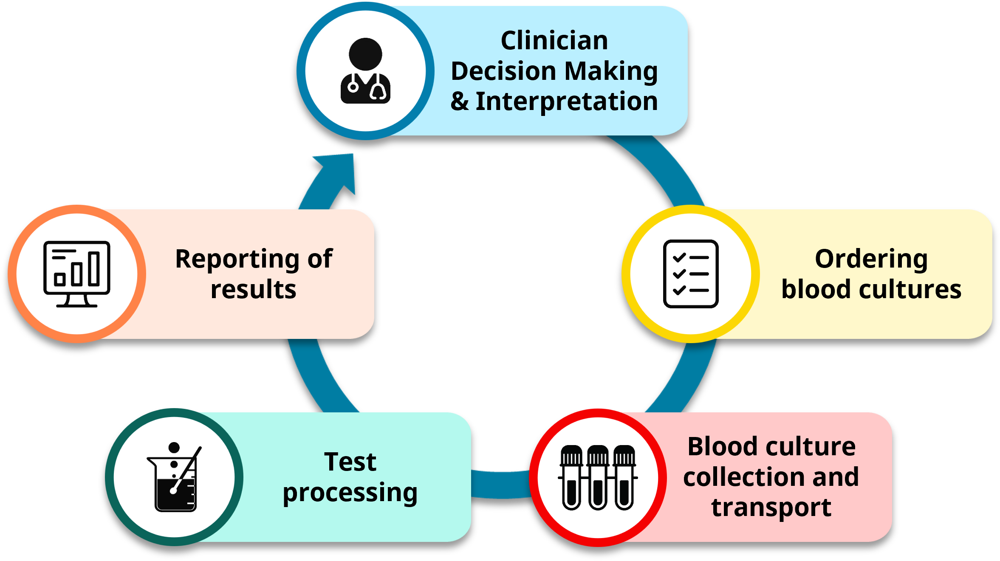 Clinician
Decision Making
& Interpretation
Ordering
blood cultures
Blood culture
collection and
transport
Test
processing
Reporting of
results